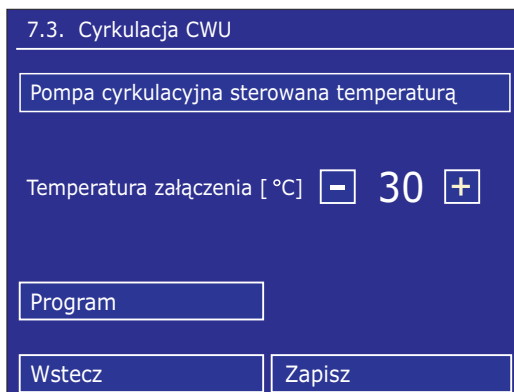 7.3. Cyrkulacja CWU
Pompa cyrkulacyjna sterowana temperaturą
Temperatura załączenia [ °C] - 30 +
Program
Wstecz Zapisz